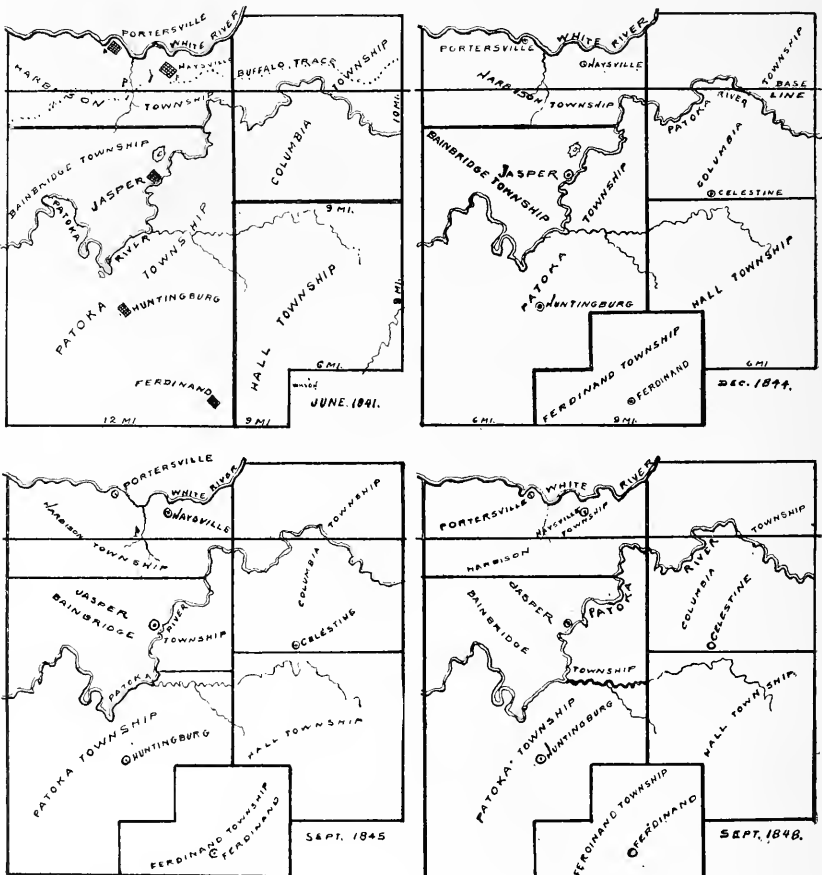 PORTERSVILLE
WHITE RIVER
HAYSVILLE
BUFFALO TRACE
HARBISON TOWNSHIP
COLUMBIA TOWNSHIP
10 MI.
BAINBRIDGE TOWNSHIP
JASPER
PATOKA RIVER
9 MI.
PATOKA TOWNSHIP
HUNTINGBURG
HALL TOWNSHIP
8 MI.
FERDINAND
6 MI.
JUNE. 1841.
12 MI
9 MI.
PORTERSVILLE
WHITE RIVER
HAYSVILLE
HARBISON TOWNSHIP
TOWNSHIP
BASE LINE
PATOKA RIVER
COLUMBIA
BAINBRIDGE TOWNSHIP
JASPER
TOWNSHIP
CELESTINE
PATOKA
HUNTINGBURG
HALL TOWNSHIP
FERDINAND TOWNSHIP
FERDINAND
6 MI
DEC. 1844.
6 MI.
9 MI.
PORTERSVILLE
WHITE RIVER
HAYSVILLE
HARBISON TOWNSHIP
TOWNSHIP
COLUMBIA
JASPER
BAINBRIDGE
RIVER
TOWNSHIP
CELESTINE
PATOKA
PATOKA TOWNSHIP
HUNTINGBURG
HALL TOWNSHIP
FERDINAND TOWNSHIP
FERDINAND
SEPT. 1845
PORTERSVILLE
WHITE RIVER
HAYSVILLE TOWNSHIP
HARBISON
TOWNSHIP
RIVER
COLUMBIA
CELESTINE
JASPER
PATOKA
BAINBRIDGE
TOWNSHIP
PATOKA TOWNSHIP
HUNTINGBURG
HALL TOWNSHIP
FERDINAND TOWNSHIP
FERDINAND
SEPT. 1848.